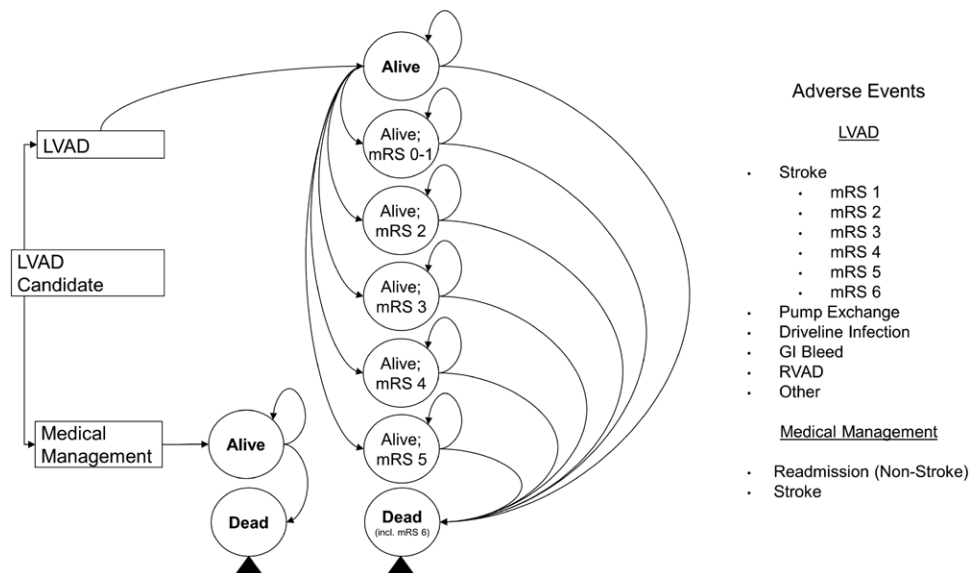 Alive
Alive;
mRS 0-1
Alive;
mRS 2
Alive;
mRS 3
Alive;
mRS 4
Alive;
mRS 5
Dead
(incl. mRS 6)
LVAD
LVAD
Candidate
Medical
Management
Alive
Dead
Adverse Events
LVAD
· Stroke
· mRS 1
· mRS 2
· mRS 3
· mRS 4
· mRS 5
· mRS 6
· Pump Exchange
· Driveline Infection
· GI Bleed
· RVAD
· Other
Medical Management
· Readmission (Non-Stroke)
· Stroke